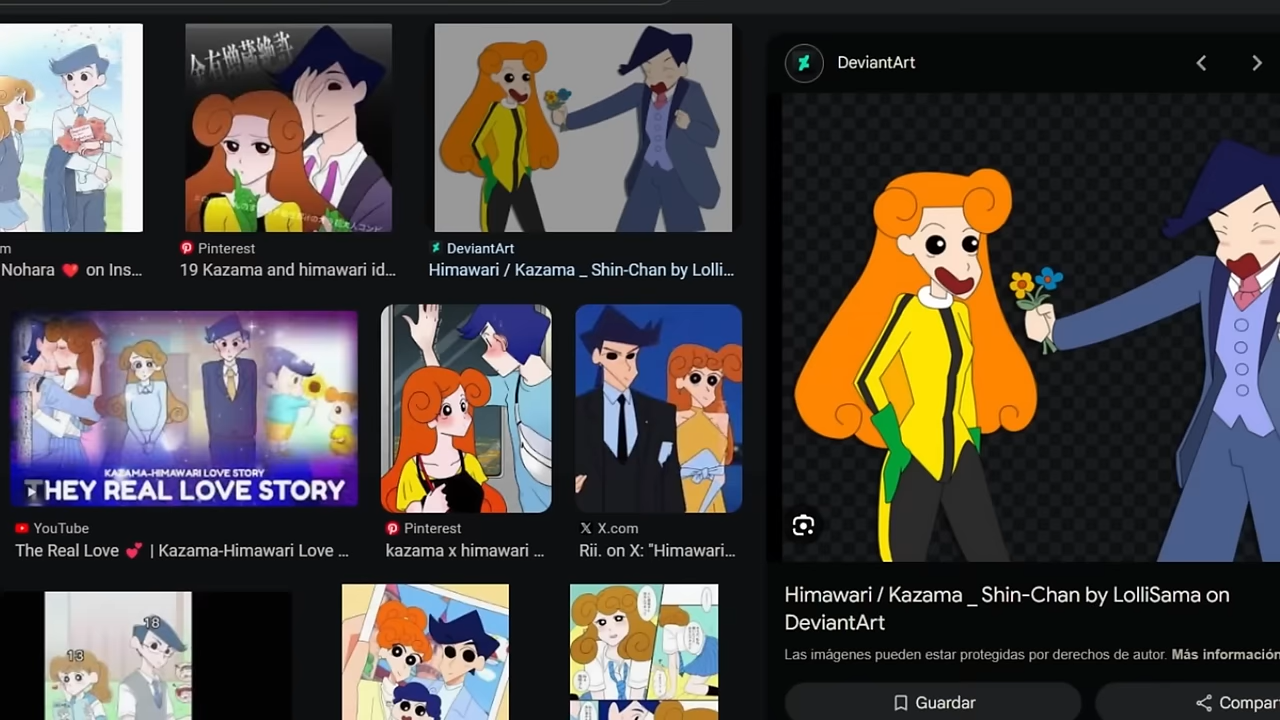 m
Nohara ❤️ on Ins...
Pinterest
19 Kazama and himawari id...
DeviantArt
Himawari / Kazama _ Shin-Chan by Lolli...
KAZAMA-HIMAWARI LOVE STORY
THEY REAL LOVE STORY
YouTube
The Real Love 💕 | Kazama-Himawari Love ...
Pinterest
kazama x himawari ...
X.com
Rii. on X: "Himawari...
18
13
DeviantArt
Himawari / Kazama _ Shin-Chan by LolliSama on
DeviantArt
Las imágenes pueden estar protegidas por derechos de autor. Más información
Guardar
Compar